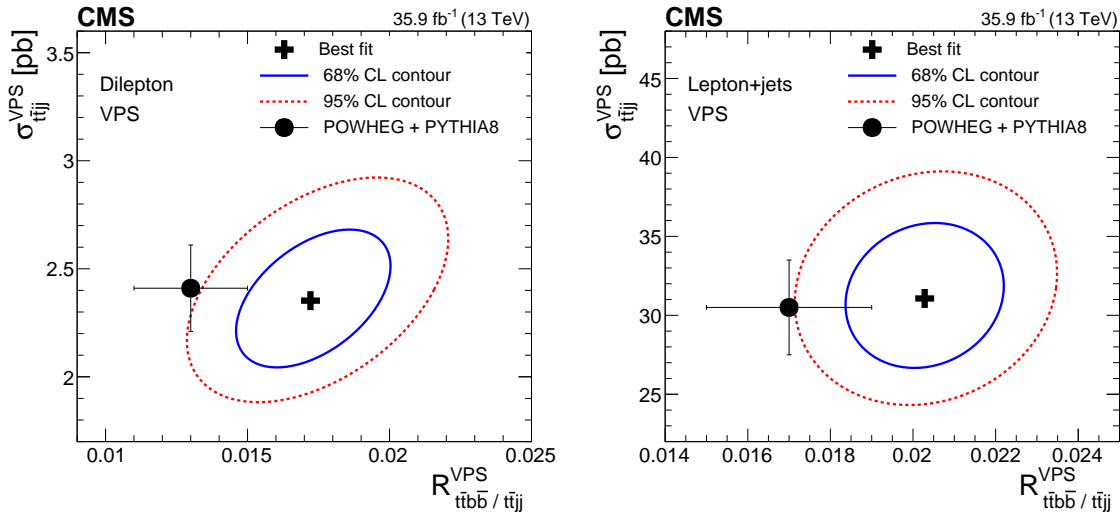 CMS 35.9 fb⁻¹ (13 TeV)
σ^VPS_tt̄jj [pb]
3.5
3
2.5
2
Dilepton
VPS
Best fit
68% CL contour
95% CL contour
POWHEG + PYTHIA8
0.01 0.015 0.02 0.025
R^VPS_tt̄bb̄ / tt̄jj
CMS 35.9 fb⁻¹ (13 TeV)
σ^VPS_tt̄jj [pb]
45
40
35
30
25
Lepton+jets
VPS
Best fit
68% CL contour
95% CL contour
POWHEG + PYTHIA8
0.014 0.016 0.018 0.02 0.022 0.024
R^VPS_tt̄bb̄ / tt̄jj